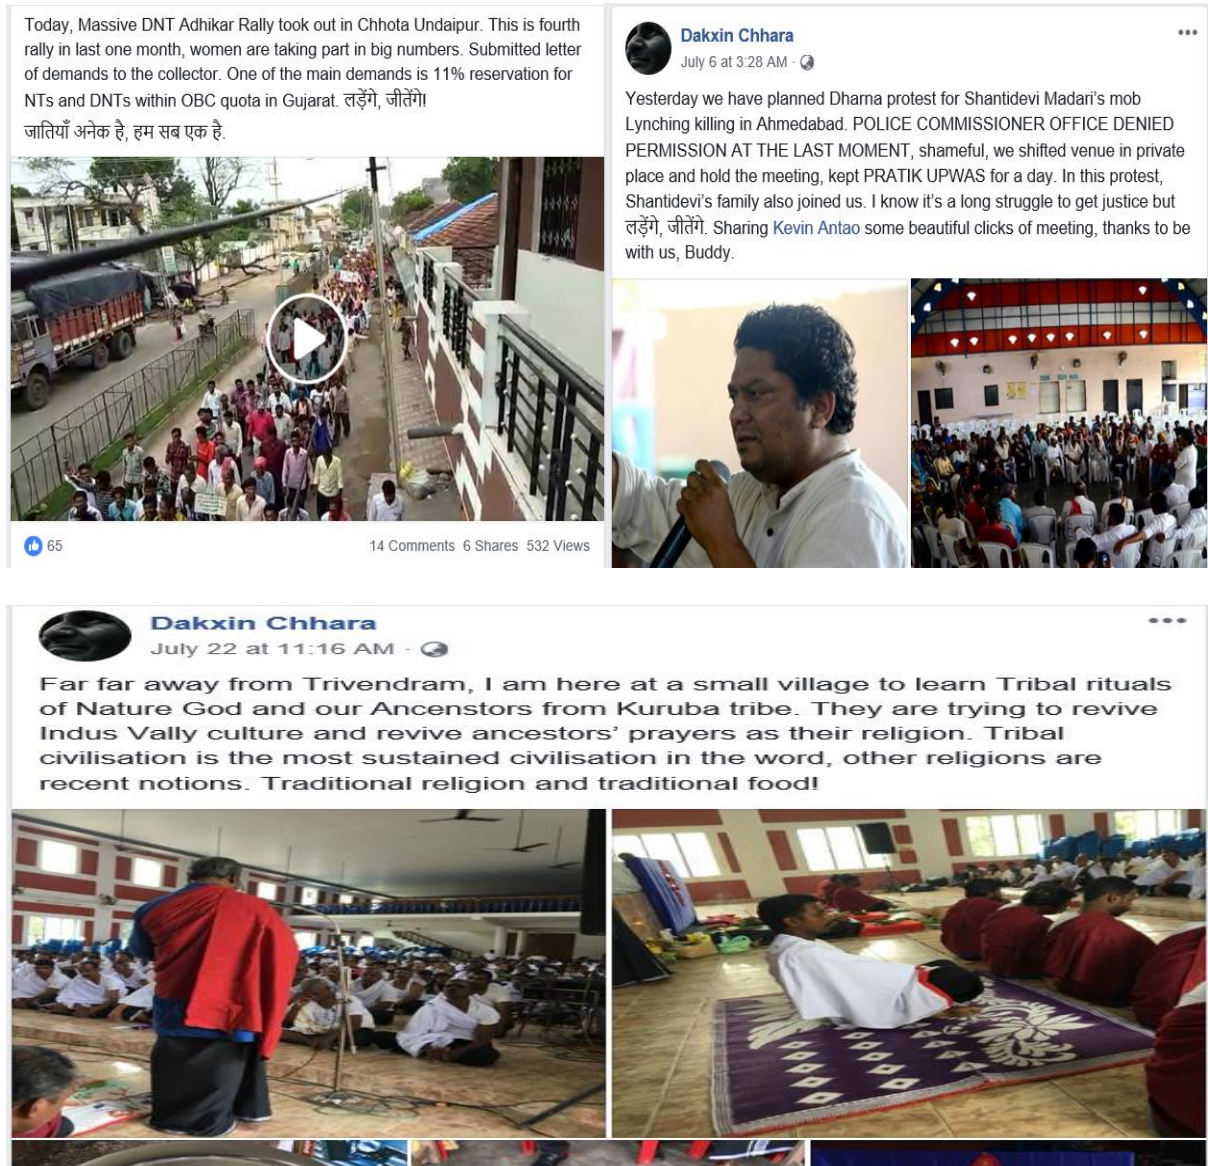 Today, Massive DNT Adhikar Rally took out in Chhota Undaipur. This is fourth
rally in last one month, women are taking part in big numbers. Submitted letter
of demands to the collector. One of the main demands is 11% reservation for
NTs and DNTs within OBC quota in Gujarat. लड़ेंगे, जीतेंगे!
जातियाँ अनेक है, हम सब एक है.
65
14 Comments 6 Shares 532 Views
Dakxin Chhara
July 6 at 3:28 AM ·
Yesterday we have planned Dharna protest for Shantidevi Madari's mob
Lynching killing in Ahmedabad. POLICE COMMISSIONER OFFICE DENIED
PERMISSION AT THE LAST MOMENT, shameful, we shifted venue in private
place and hold the meeting, kept PRATIK UPWAS for a day. In this protest,
Shantidevi's family also joined us. I know it's a long struggle to get justice but
लड़ेंगे, जीतेंगे. Sharing Kevin Antao some beautiful clicks of meeting, thanks to be
with us, Buddy.
Dakxin Chhara
July 22 at 11:16 AM ·
Far far away from Trivendram, I am here at a small village to learn Tribal rituals
of Nature God and our Ancenstors from Kuruba tribe. They are trying to revive
Indus Vally culture and revive ancestors' prayers as their religion. Tribal
civilisation is the most sustained civilisation in the word, other religions are
recent notions. Traditional religion and traditional food!